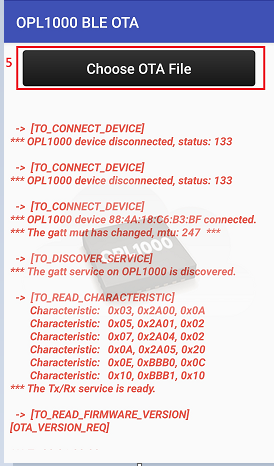 OPL1000 BLE OTA
5
Choose OTA File
-> [TO_CONNECT_DEVICE]
*** OPL1000 device disconnected, status: 133
-> [TO_CONNECT_DEVICE]
*** OPL1000 device disconnected, status: 133
-> [TO_CONNECT_DEVICE]
*** OPL1000 device 88:4A:18:C6:B3:BF connected.
*** The gatt mut has changed, mtu: 247 ***
OPL1000
-> [TO_DISCOVER_SERVICE]
*** The gatt service on OPL1000 is discovered.
-> [TO_READ_CHARACTERISTIC]
Characteristic: 0x03, 0x2A00, 0x0A
Characteristic: 0x05, 0x2A01, 0x02
Characteristic: 0x07, 0x2A04, 0x02
Characteristic: 0x0A, 0x2A05, 0x20
Characteristic: 0x0E, 0xBBB0, 0x0C
Characteristic: 0x10, 0xBBB1, 0x10
*** The Tx/Rx service is ready.
-> [TO_READ_FIRMWARE_VERSION]
[OTA_VERSION_REQ]